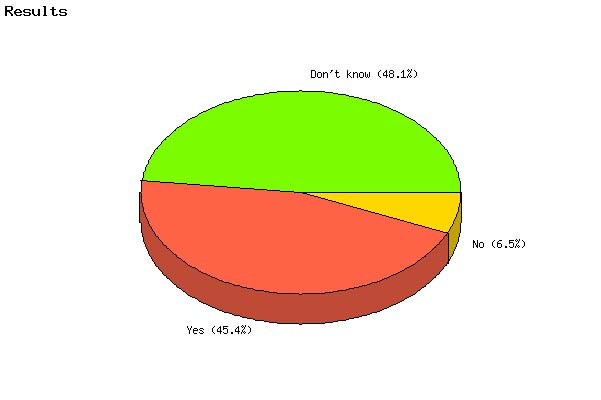 Results
Don't know (48.1%)
No (6.5%)
Yes (45.4%)